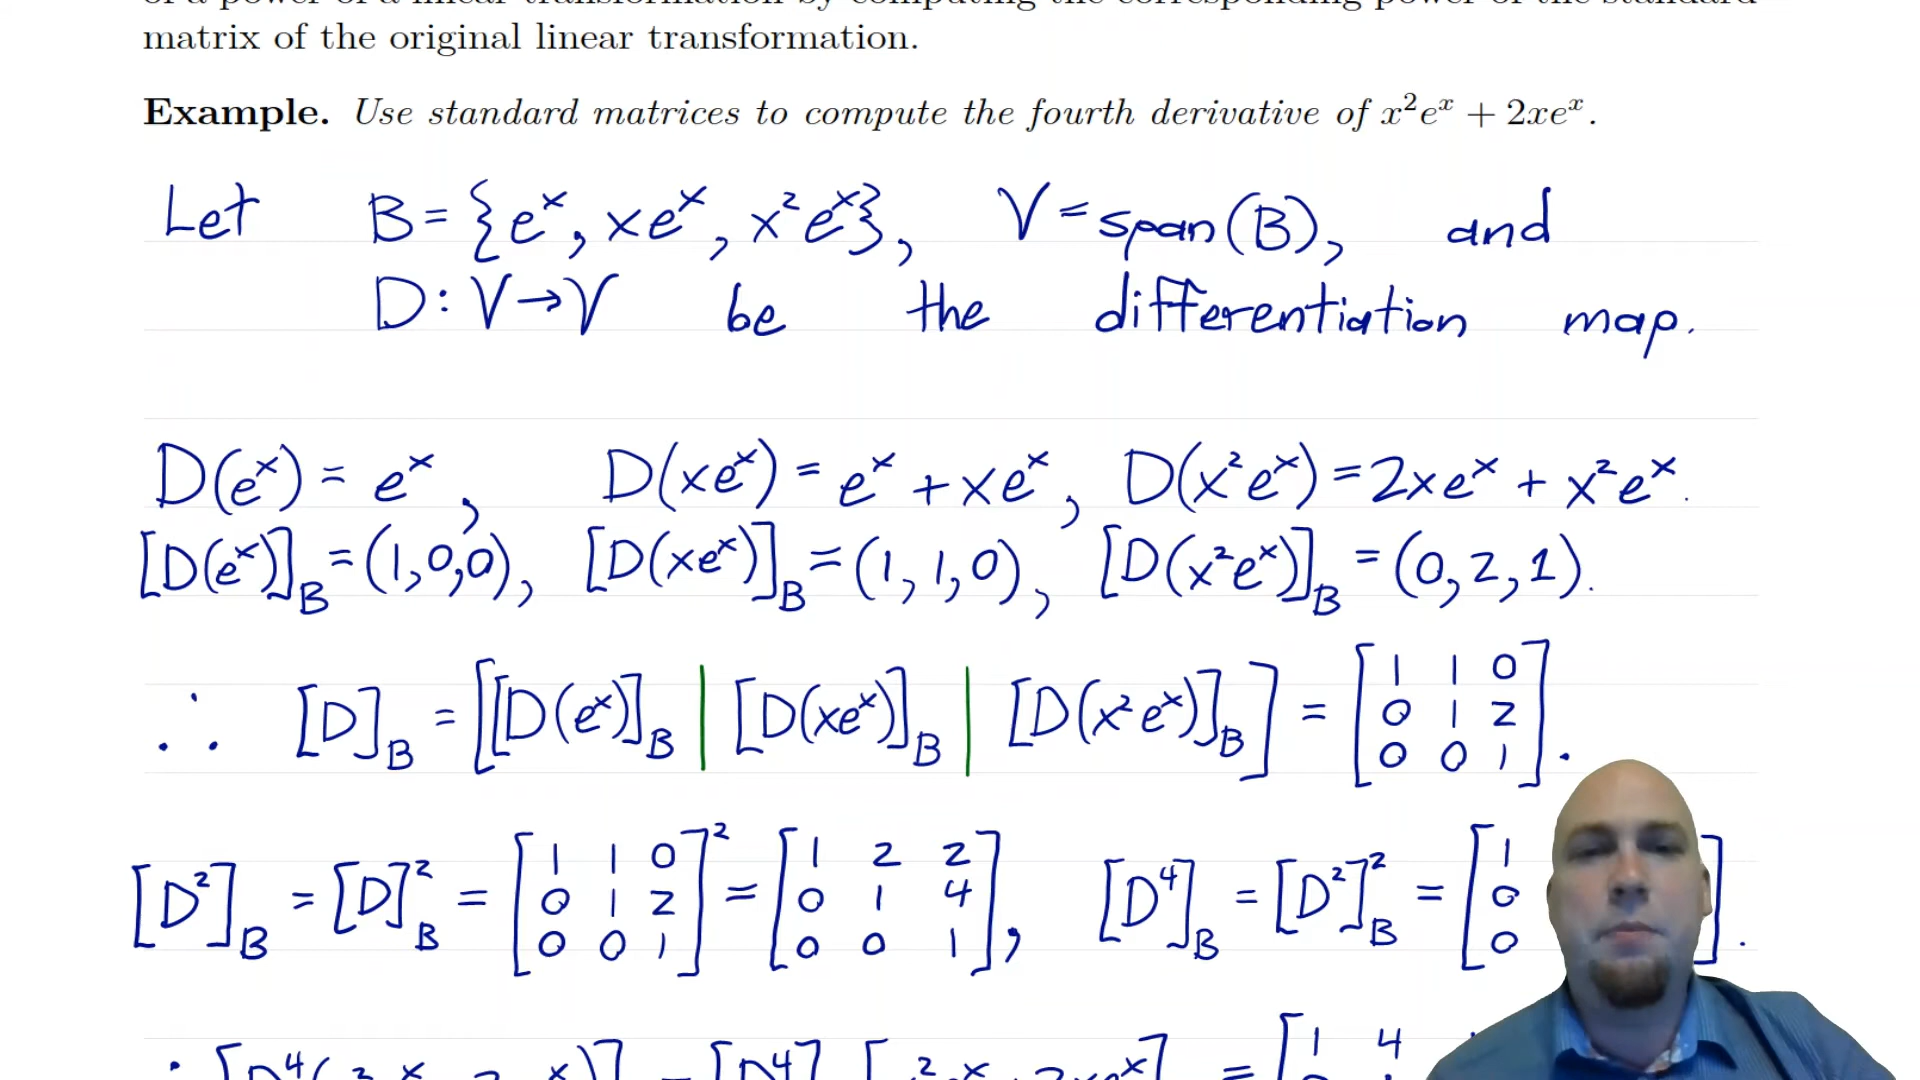 matrix of the original linear transformation.
Example. Use standard matrices to compute the fourth derivative of x²eˣ + 2xeˣ.
Let B = {eˣ, xeˣ, x²eˣ}, V = span(B), and
D: V → V be the differentiation map.
D(eˣ) = eˣ, D(xeˣ) = eˣ + xeˣ, D(x²eˣ) = 2xeˣ + x²eˣ.
[D(eˣ)]_B = (1,0,0), [D(xeˣ)]_B = (1,1,0), [D(x²eˣ)]_B = (0,2,1).
∴ [D]_B = [[D(eˣ)]_B | [D(xeˣ)]_B | [D(x²eˣ)]_B] = [1 1 0; 0 1 2; 0 0 1].
[D²]_B = [D]²_B = [1 1 0; 0 1 2; 0 0 1]² = [1 2 2; 0 1 4; 0 0 1], [D⁴]_B = [D²]²_B = [1 0 0].